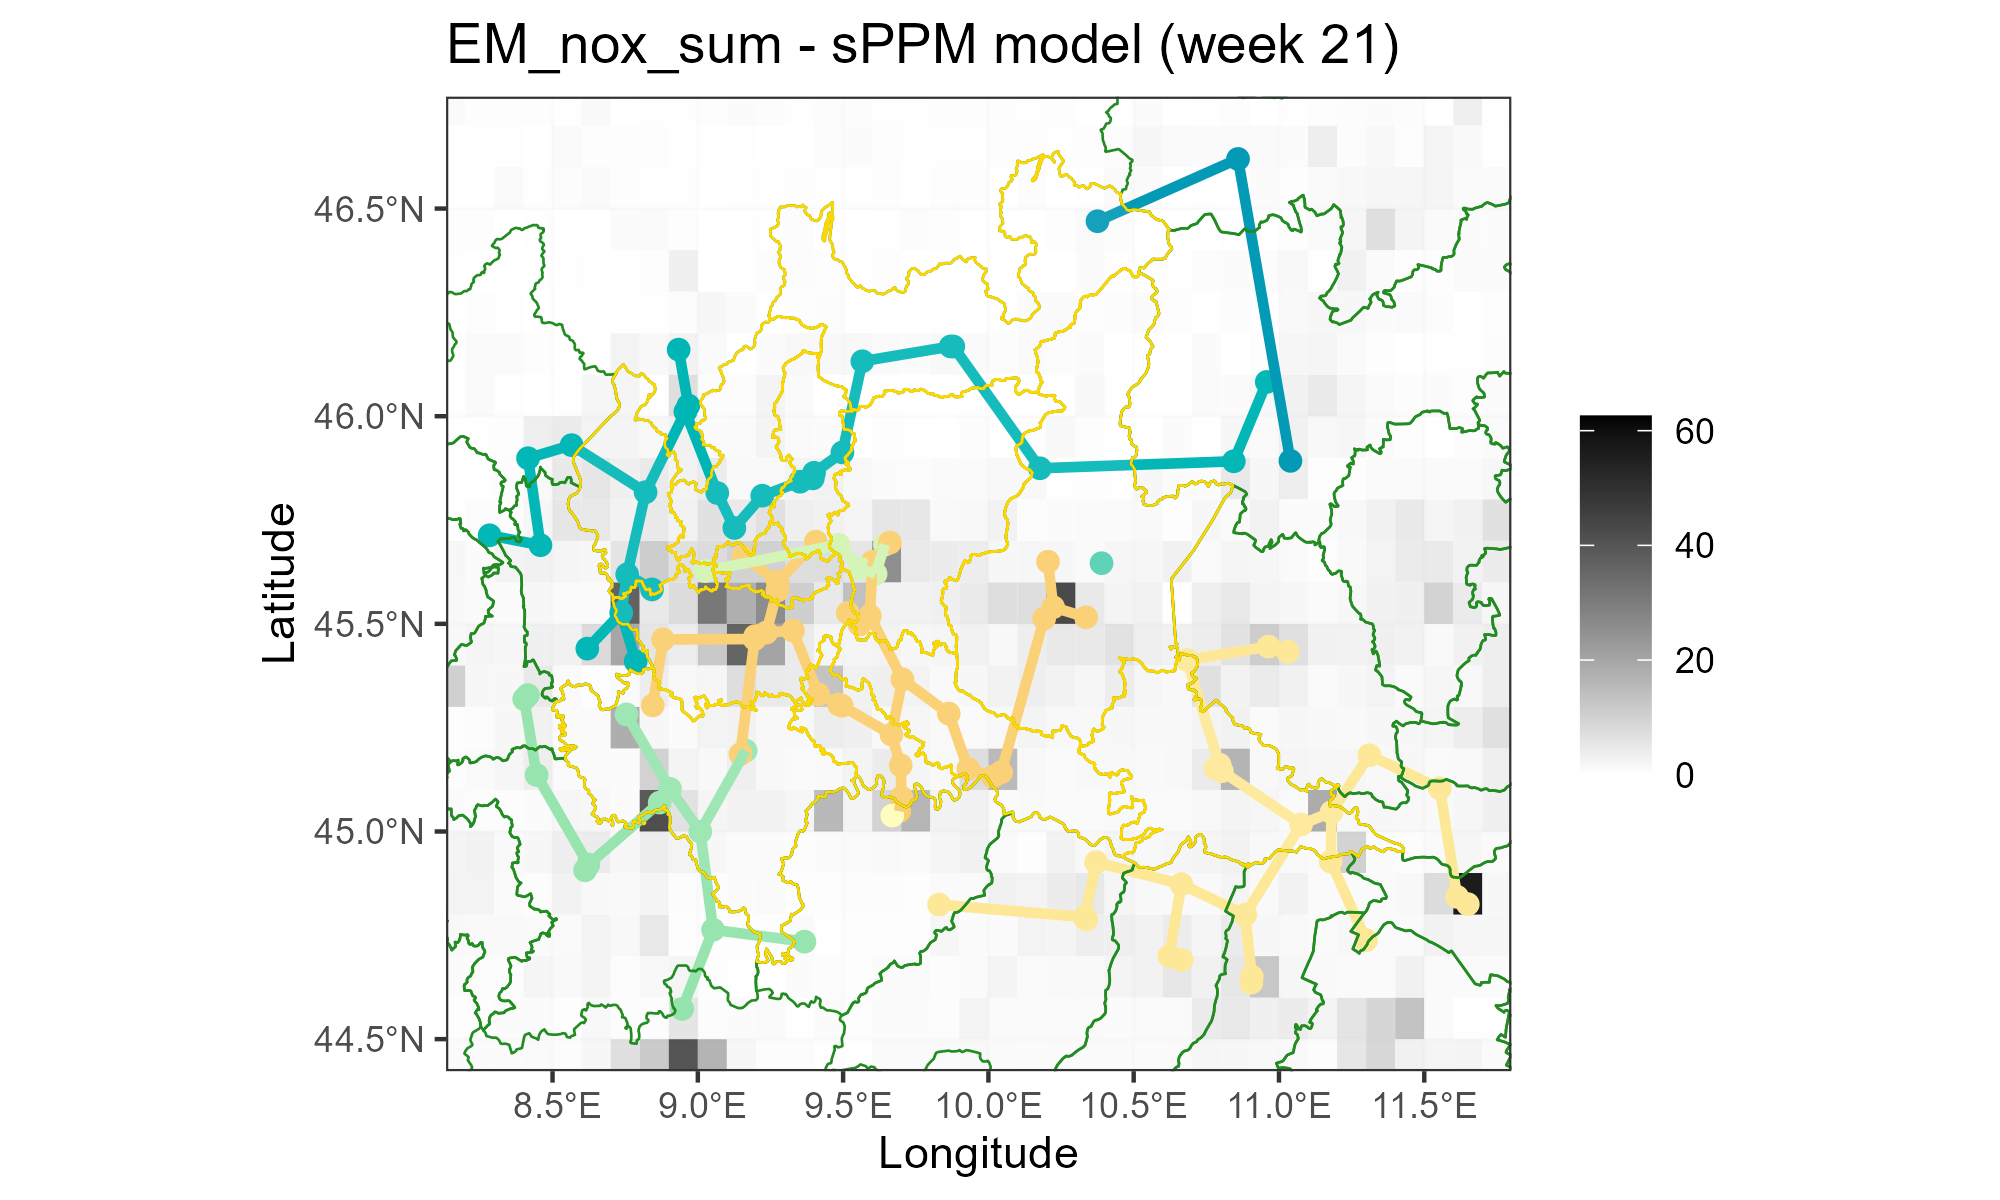 EM_nox_sum - sPPM model (week 21)
46.5°N
46.0°N
45.5°N
45.0°N
44.5°N
Latitude
8.5°E
9.0°E
9.5°E
10.0°E
10.5°E
11.0°E
11.5°E
Longitude
60
40
20
0